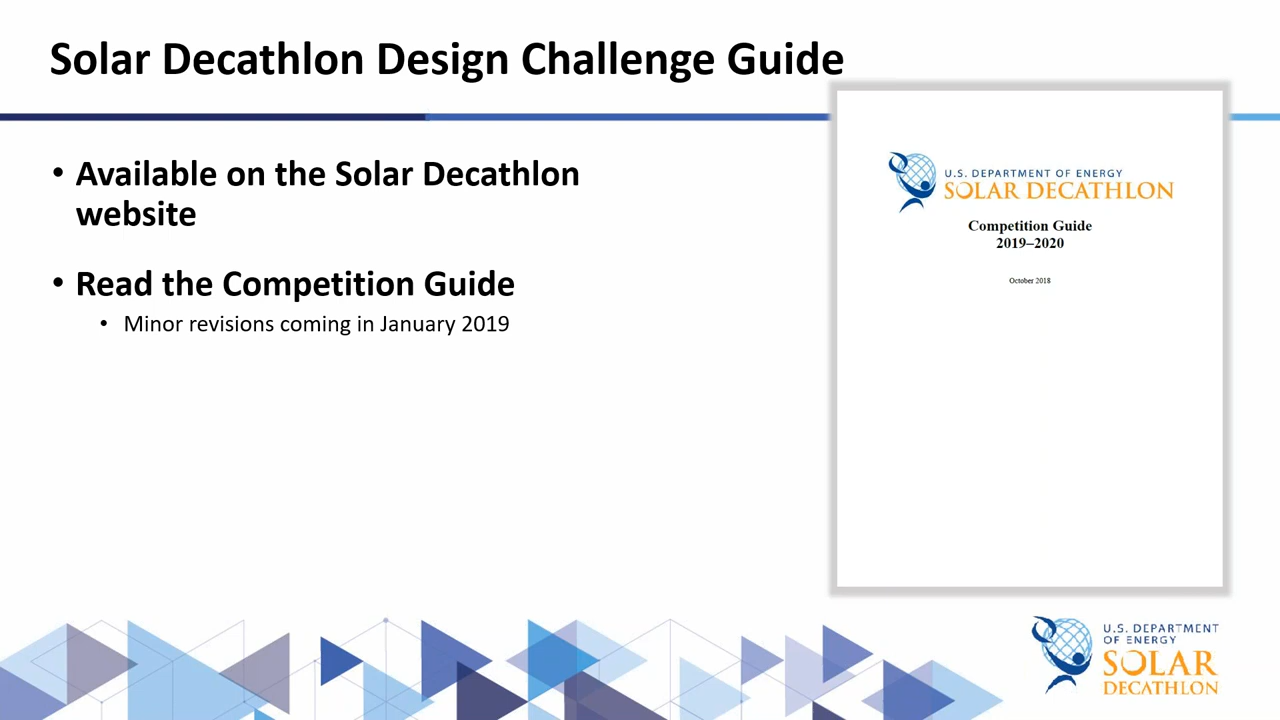 Solar Decathlon Design Challenge Guide
• Available on the Solar Decathlon
website
• Read the Competition Guide
• Minor revisions coming in January 2019
U.S. DEPARTMENT OF ENERGY
SOLAR DECATHLON
Competition Guide
2019–2020
October 2018
U.S. DEPARTMENT
OF ENERGY
SOLAR
DECATHLON